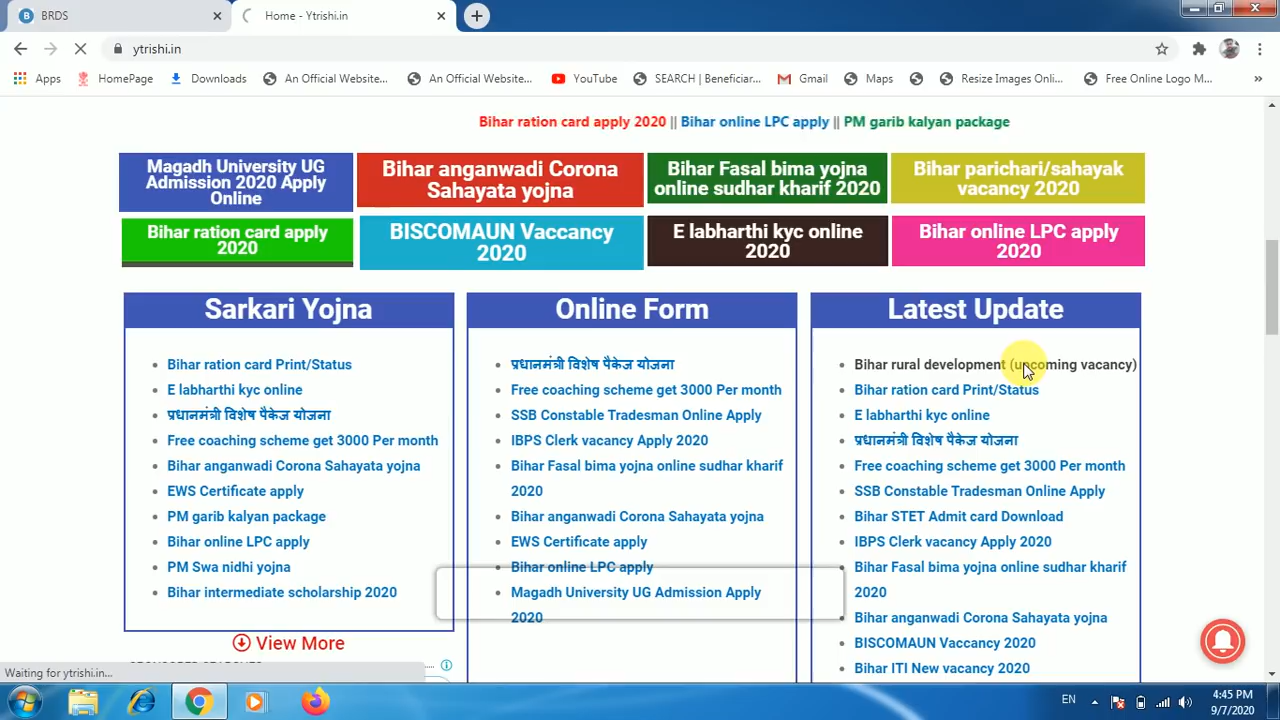 BRDS
Home - Ytrishi.in
ytrishi.in
Apps
HomePage
Downloads
An Official Website...
An Official Website...
YouTube
SEARCH | Beneficiar...
Gmail
Maps
Resize Images Onli...
Free Online Logo M...
»
Bihar ration card apply 2020 || Bihar online LPC apply || PM garib kalyan package
Magadh University UG
Admission 2020 Apply
Online
Bihar anganwadi Corona
Sahayata yojna
Bihar Fasal bima yojna
online sudhar kharif 2020
Bihar parichari/sahayak
vacancy 2020
Bihar ration card apply
2020
BISCOMAUN Vaccancy
2020
E labharthi kyc online
2020
Bihar online LPC apply
2020
Sarkari Yojna
Bihar ration card Print/Status
E labharthi kyc online
प्रधानमंत्री विशेष पैकेज योजना
Free coaching scheme get 3000 Per month
Bihar anganwadi Corona Sahayata yojna
EWS Certificate apply
PM garib kalyan package
Bihar online LPC apply
PM Swa nidhi yojna
Bihar intermediate scholarship 2020
View More
Online Form
प्रधानमंत्री विशेष पैकेज योजना
Free coaching scheme get 3000 Per month
SSB Constable Tradesman Online Apply
IBPS Clerk vacancy Apply 2020
Bihar Fasal bima yojna online sudhar kharif
2020
Bihar anganwadi Corona Sahayata yojna
EWS Certificate apply
Bihar online LPC apply
Magadh University UG Admission Apply
2020
Latest Update
Bihar rural development (upcoming vacancy)
Bihar ration card Print/Status
E labharthi kyc online
प्रधानमंत्री विशेष पैकेज योजना
Free coaching scheme get 3000 Per month
SSB Constable Tradesman Online Apply
Bihar STET Admit card Download
IBPS Clerk vacancy Apply 2020
Bihar Fasal bima yojna online sudhar kharif
2020
Bihar anganwadi Corona Sahayata yojna
BISCOMAUN Vaccancy 2020
Bihar ITI New vacancy 2020
Waiting for ytrishi.in...
EN
4:45 PM
9/7/2020